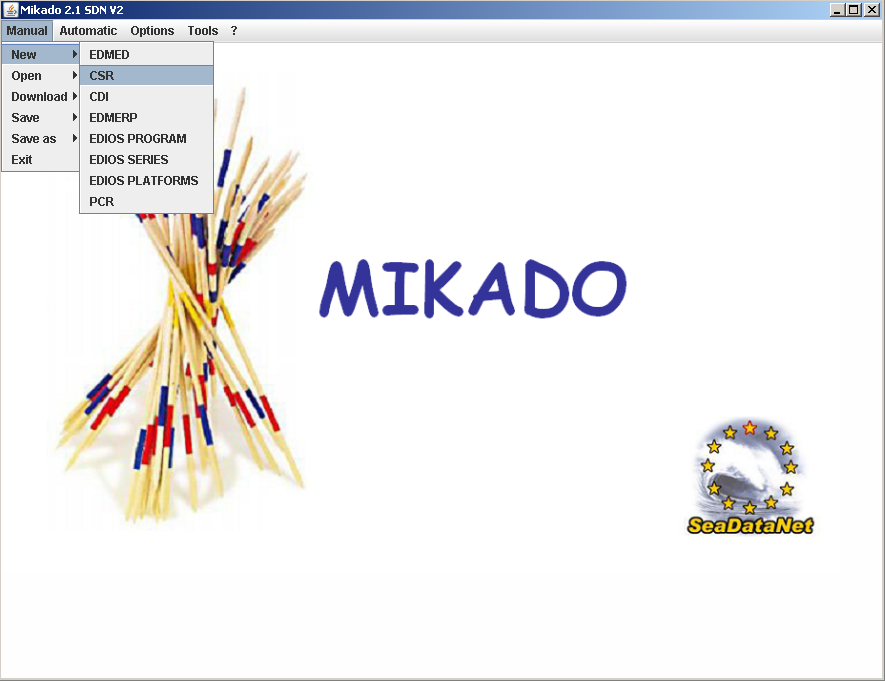 Mikado 2.1 SDN V2
Manual Automatic Options Tools ?
New
Open
Download
Save
Save as
Exit
EDMED
CSR
CDI
EDMERP
EDIOS PROGRAM
EDIOS SERIES
EDIOS PLATFORMS
PCR
MIKADO
SeaDataNet